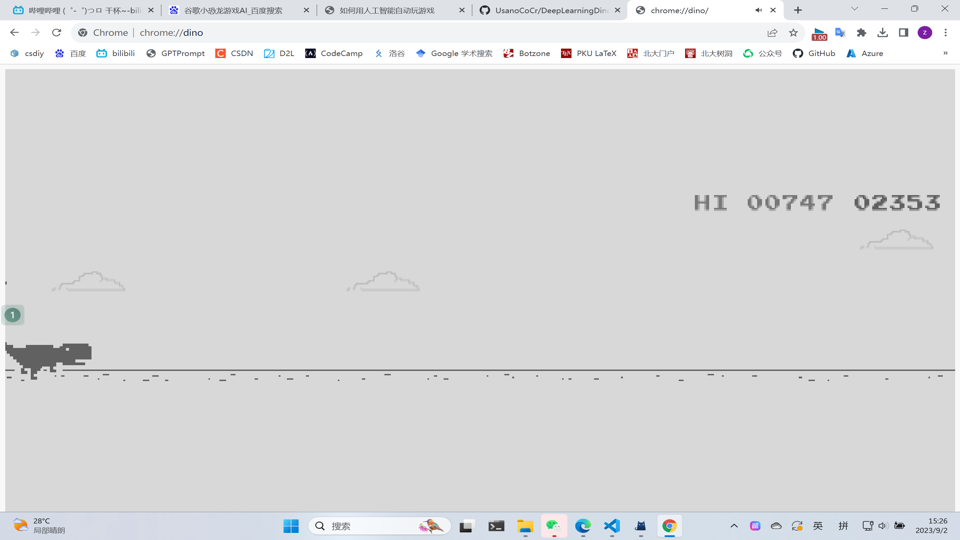 哔哩哔哩 (゜-゜)つロ 干杯~-bili
谷歌小恐龙游戏AI_百度搜索
如何用人工智能自动玩游戏
UsanoCoCr/DeepLearningDin
chrome://dino/
Chrome
chrome://dino
1.00
z
csdiy
百度
bilibili
GPTPrompt
CSDN
D2L
CodeCamp
洛谷
Google 学术搜索
Botzone
PKU LaTeX
北大门户
北大树洞
公众号
GitHub
Azure
»
HI 00747 02353
1
28°C
局部晴朗
搜索
英
拼
15:26
2023/9/2